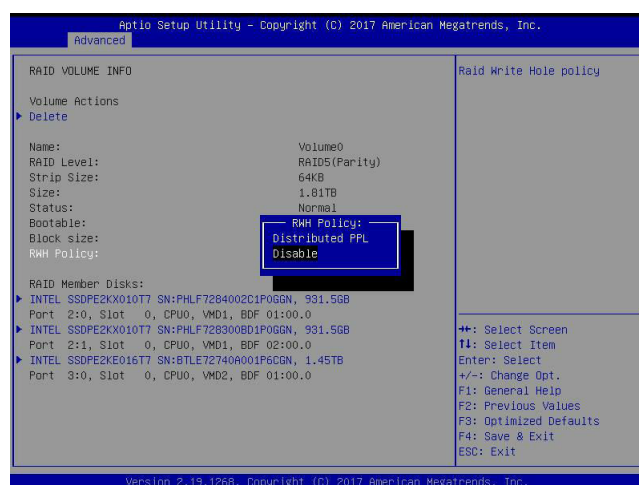 Aptio Setup Utility – Copyright (C) 2017 American Megatrends, Inc.
Advanced
RAID VOLUME INFO
Volume Actions
▶ Delete
Name: Volume0
RAID Level: RAID5(Parity)
Strip Size: 64KB
Size: 1.81TB
Status: Normal
Bootable:
Block size:
RWH Policy:
RWH Policy:
Distributed PPL
Disable
RAID Member Disks:
▶ INTEL SSDPE2KX010T7 SN:PHLF7284002C1P0GGN, 931.5GB
Port 2:0, Slot 0, CPU0, VMD1, BDF 01:00.0
▶ INTEL SSDPE2KX010T7 SN:PHLF728300BD1P0GGN, 931.5GB
Port 2:1, Slot 0, CPU0, VMD1, BDF 02:00.0
▶ INTEL SSDPE2KE016T7 SN:BTLE72740A001P6CGN, 1.45TB
Port 3:0, Slot 0, CPU0, VMD2, BDF 01:00.0
Raid Write Hole policy
→←: Select Screen
↑↓: Select Item
Enter: Select
+/-: Change Opt.
F1: General Help
F2: Previous Values
F3: Optimized Defaults
F4: Save & Exit
ESC: Exit
Version 2.19.1268. Copyright (C) 2017 American Megatrends, Inc.